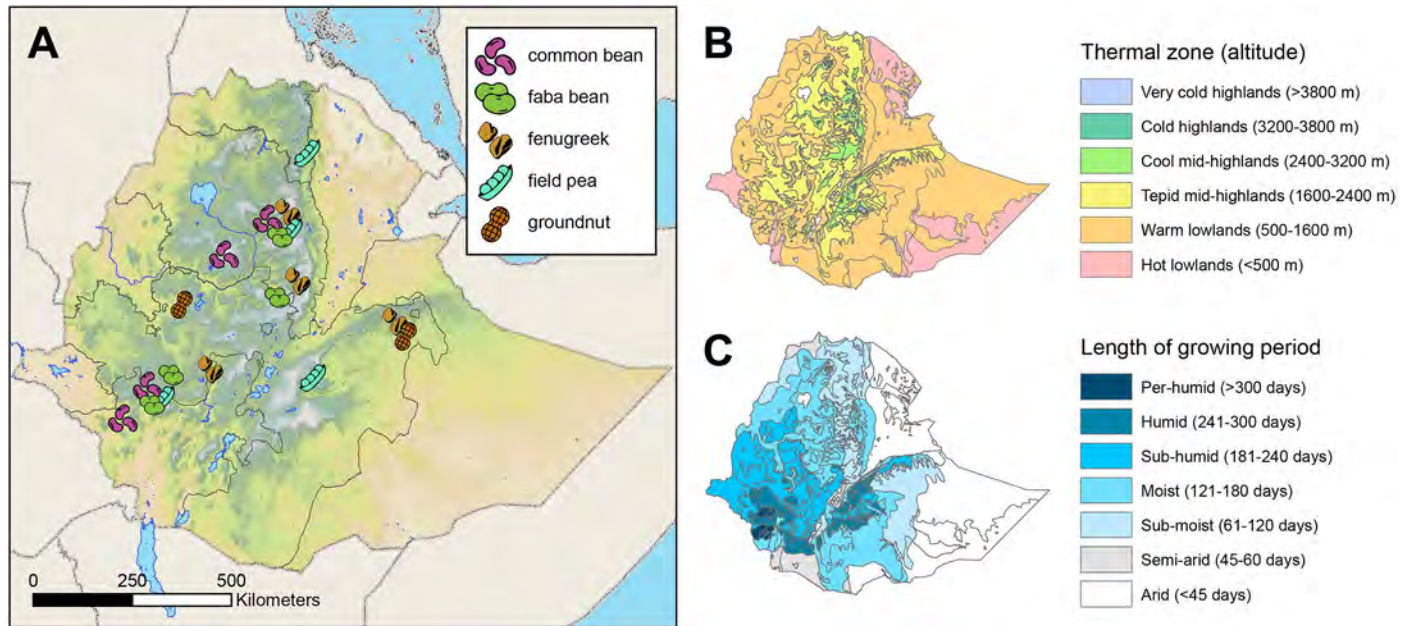 A
common bean
faba bean
fenugreek
field pea
groundnut
0 250 500
Kilometers
B
Thermal zone (altitude)
Very cold highlands (>3800 m)
Cold highlands (3200-3800 m)
Cool mid-highlands (2400-3200 m)
Tepid mid-highlands (1600-2400 m)
Warm lowlands (500-1600 m)
Hot lowlands (<500 m)
C
Length of growing period
Per-humid (>300 days)
Humid (241-300 days)
Sub-humid (181-240 days)
Moist (121-180 days)
Sub-moist (61-120 days)
Semi-arid (45-60 days)
Arid (<45 days)